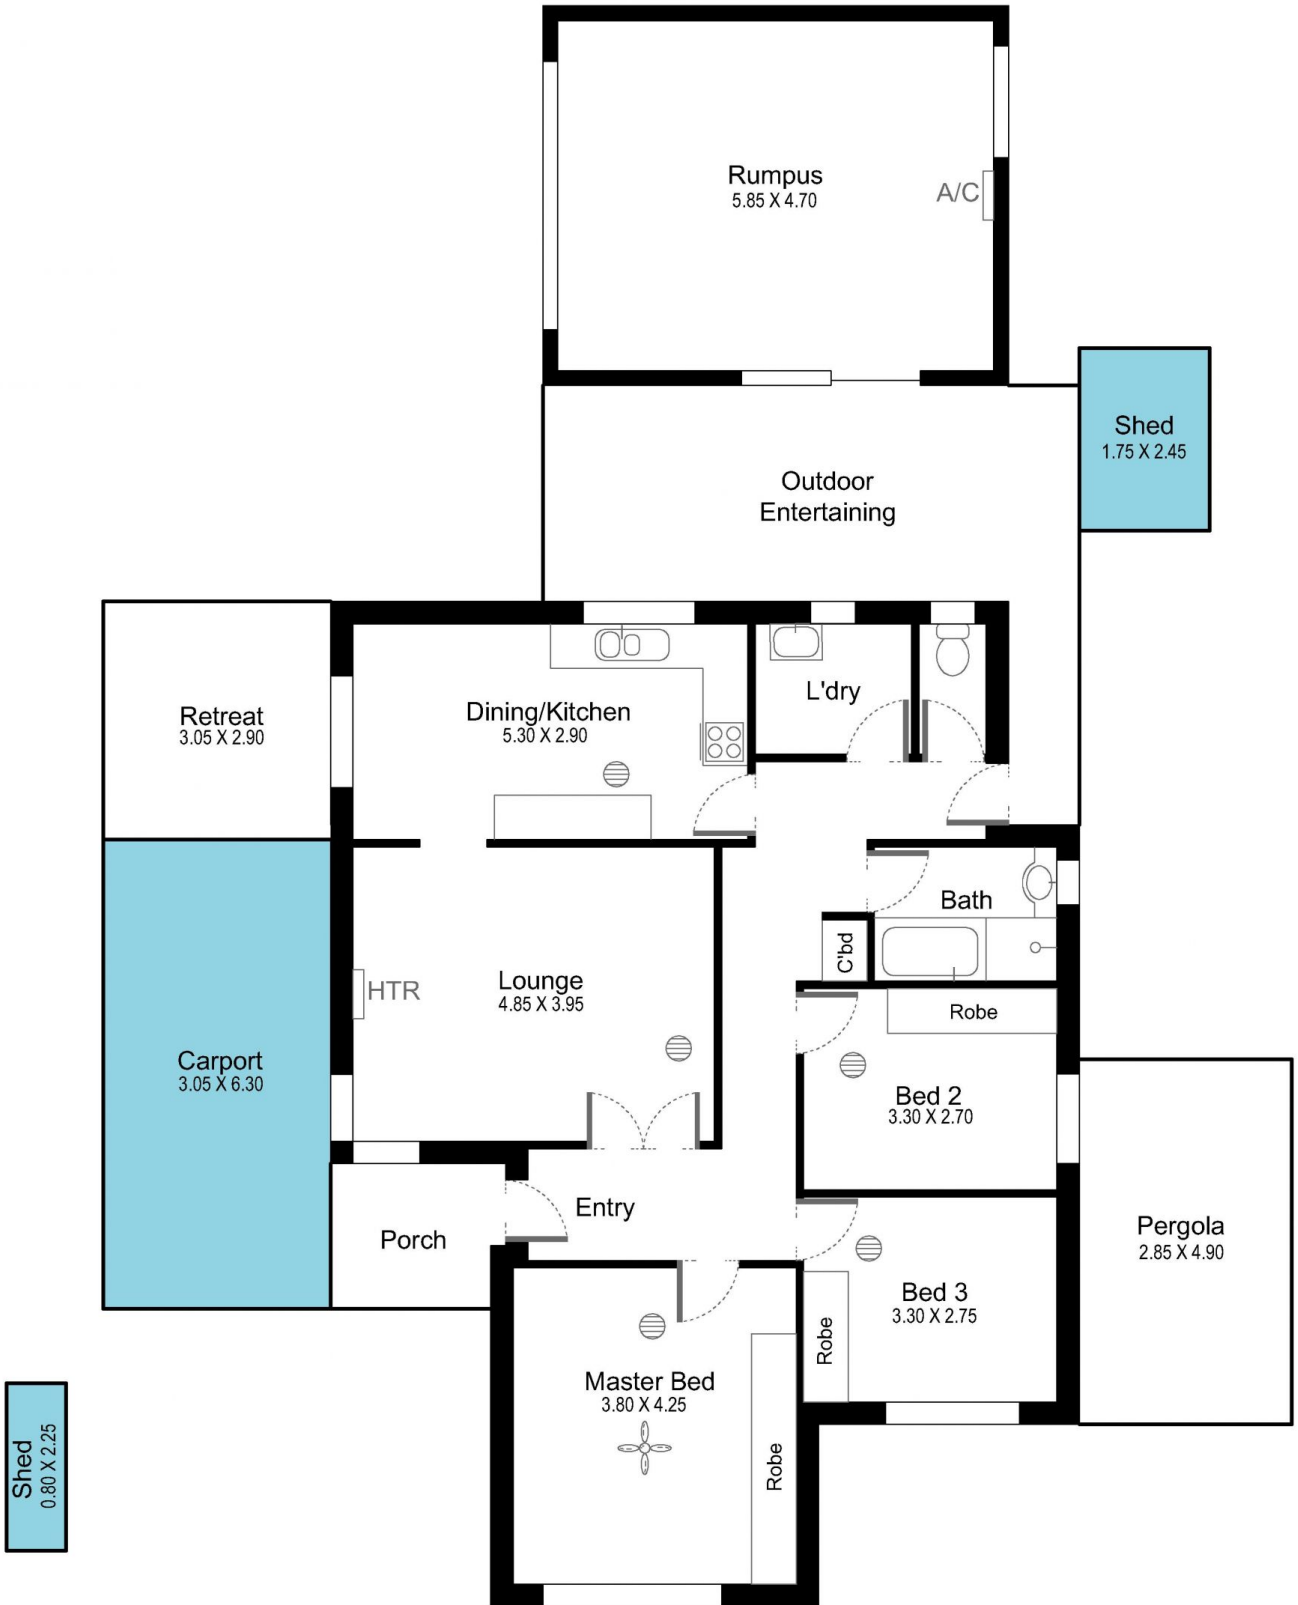 Rumpus
5.85 X 4.70
A/C
Shed
1.75 X 2.45
Outdoor
Entertaining
Retreat
3.05 X 2.90
Dining/Kitchen
5.30 X 2.90
L'dry
Bath
C'bd
Lounge
4.85 X 3.95
HTR
Robe
Carport
3.05 X 6.30
Bed 2
3.30 X 2.70
Entry
Porch
Pergola
2.85 X 4.90
Bed 3
3.30 X 2.75
Robe
Master Bed
3.80 X 4.25
Robe
Shed
0.80 X 2.25